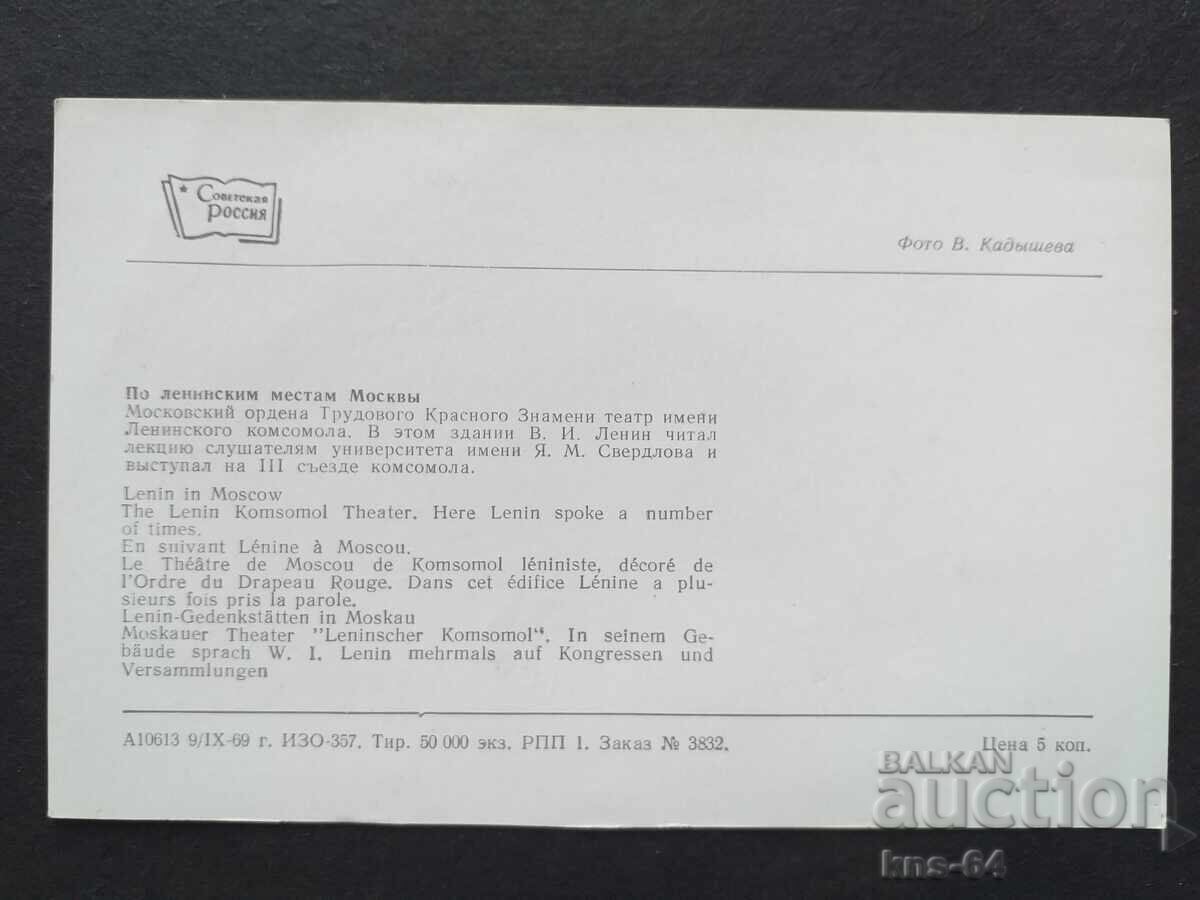 Советская
Россия
Фото В. Кадышева
По ленинским местам Москвы
Московский ордена Трудового Красного Знамени театр имени
Ленинского комсомола. В этом здании В. И. Ленин читал
лекцию слушателям университета имени Я. М. Свердлова и
выступал на III съезде комсомола.
Lenin in Moscow
The Lenin Komsomol Theater. Here Lenin spoke a number
of times.
En suivant Lénine à Moscou.
Le Théâtre de Moscou de Komsomol léniniste, décoré de
l'Ordre du Drapeau Rouge. Dans cet édifice Lénine a plu-
sieurs fois pris la parole.
Lenin-Gedenkstätten in Moskau
Moskauer Theater "Leninscher Komsomol". In seinem Ge-
bäude sprach W. I. Lenin mehrmals auf Kongressen und
Versammlungen
А10613 9/IX-69 г. ИЗО-357. Тир. 50 000 экз. РПП 1. Заказ № 3832.
Цена 5 коп.
BALKAN
auction
kns-64